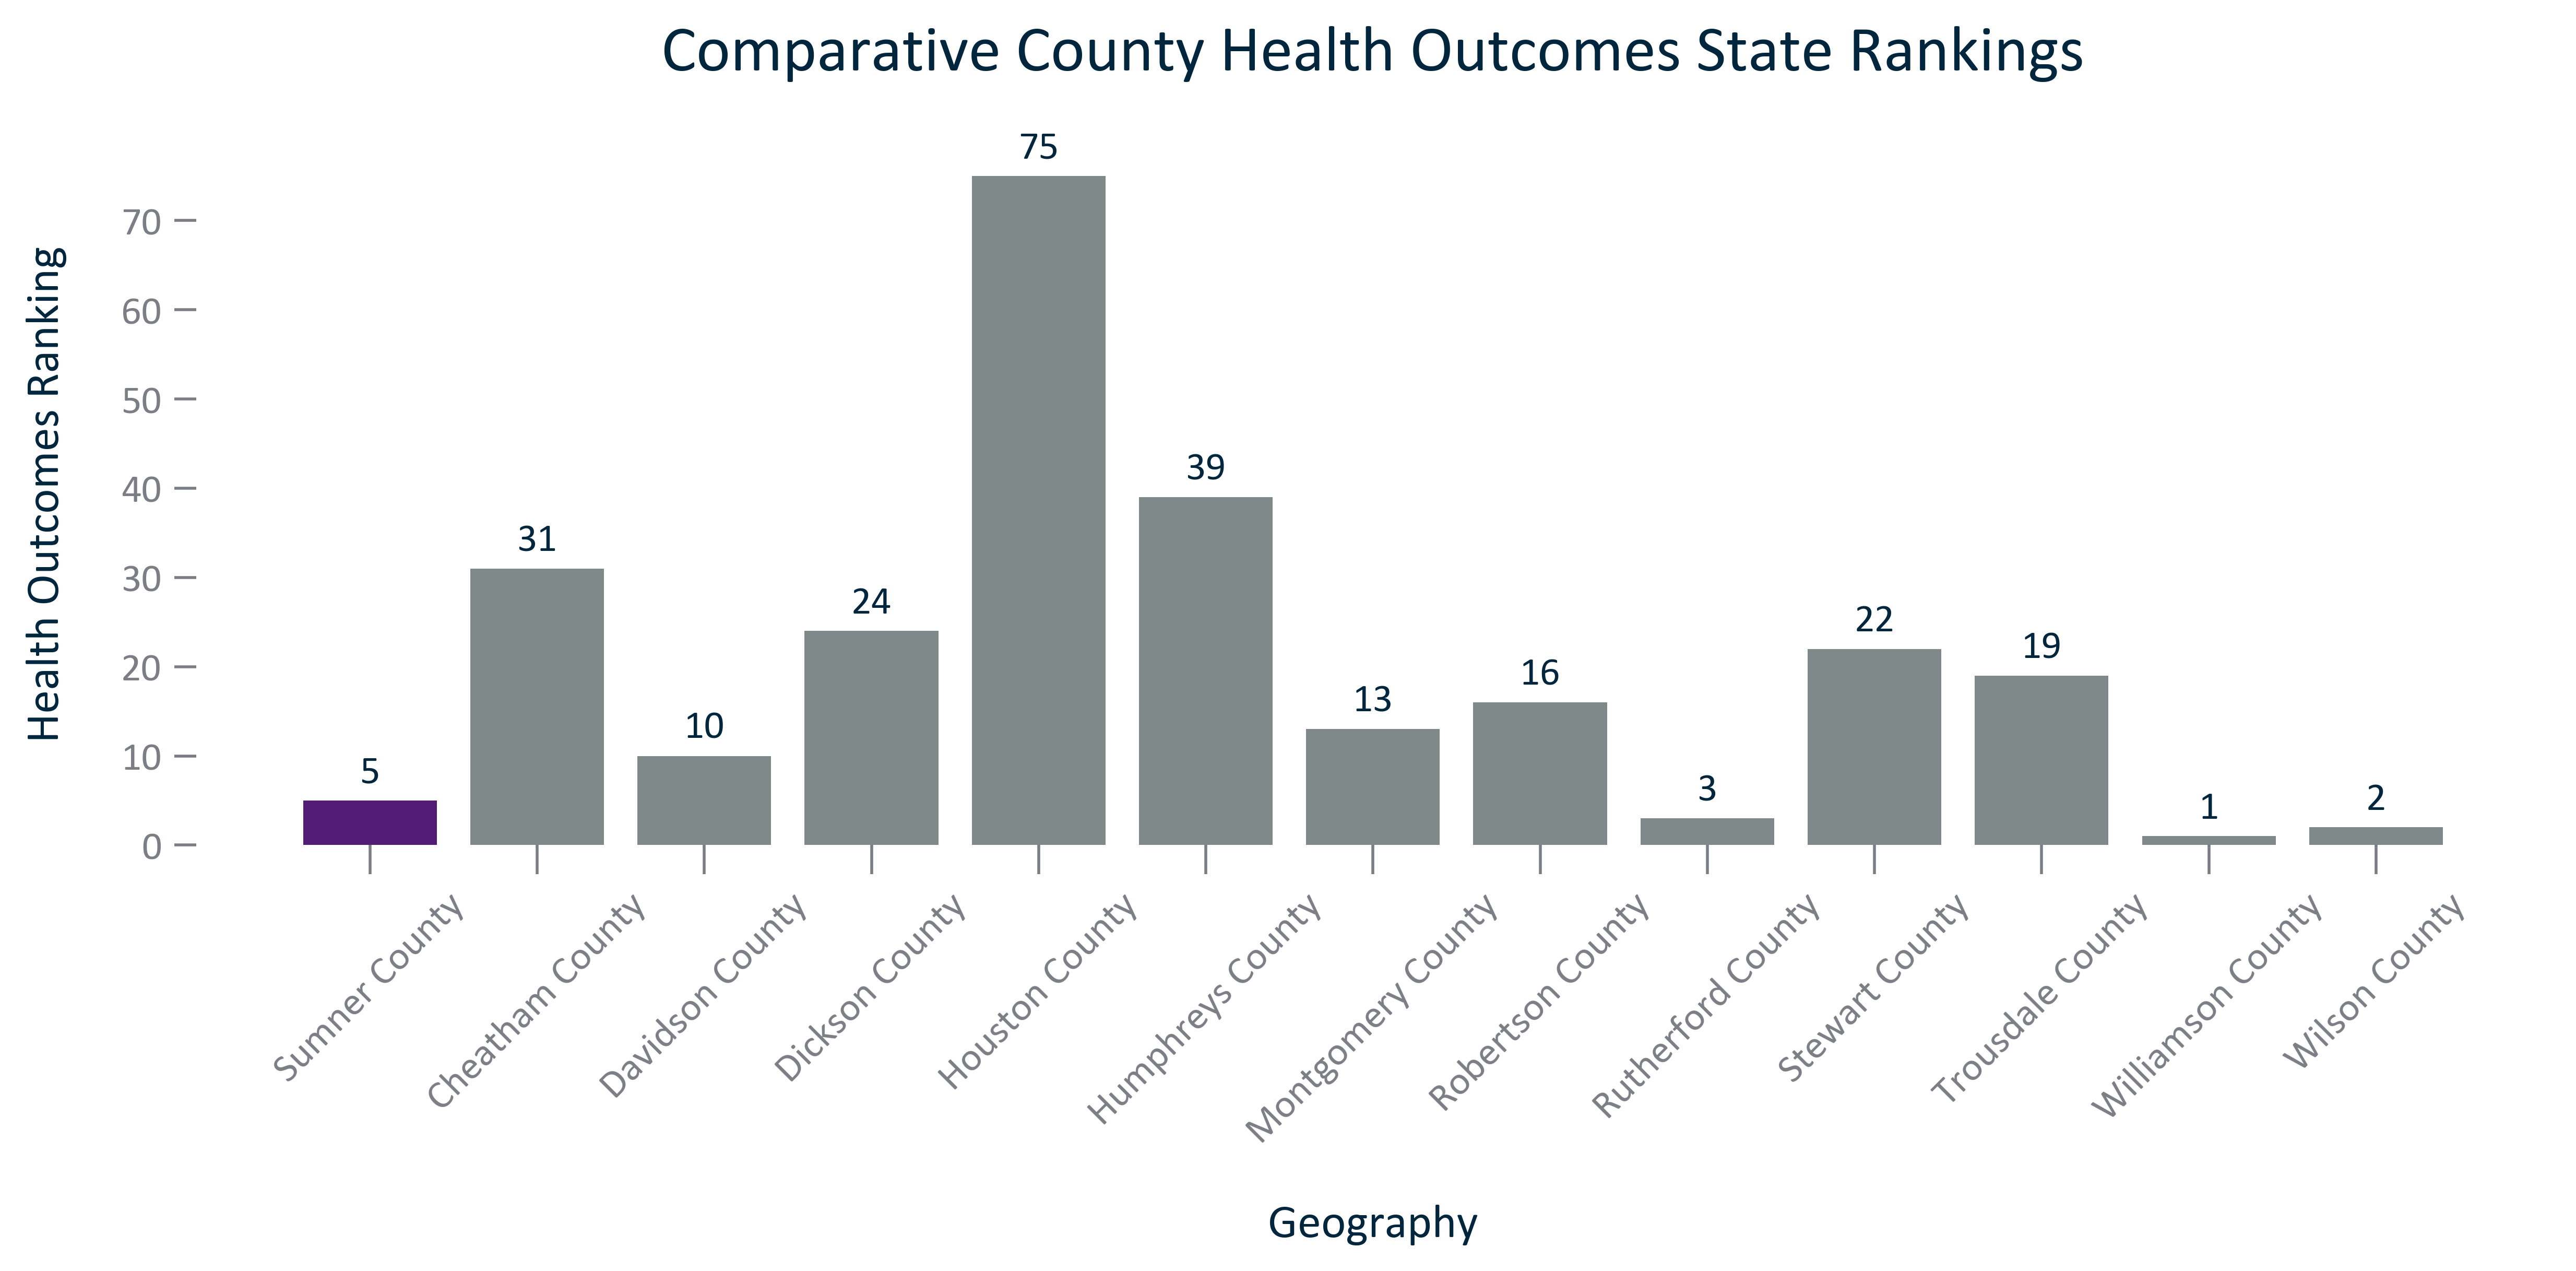 Comparative County Health Outcomes State Rankings
Health Outcomes Ranking
70
60
50
40
30
20
10
0
5
31
10
24
75
39
13
16
3
22
19
1
2
Sumner County
Cheatham County
Davidson County
Dickson County
Houston County
Humphreys County
Montgomery County
Robertson County
Rutherford County
Stewart County
Trousdale County
Williamson County
Wilson County
Geography